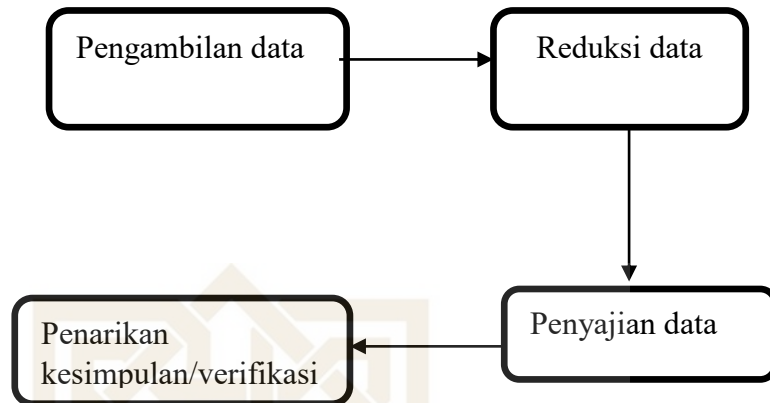 Pengambilan data
Reduksi data
Penyajian data
Penarikan
kesimpulan/verifikasi